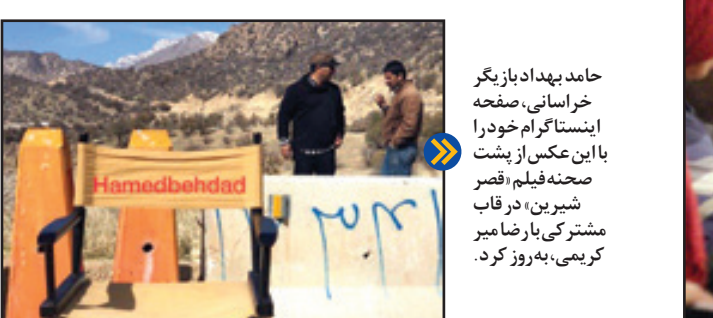 حامد بهداد بازیگر
خراسانی، صفحه
اینستاگرام خود را
با این عکس از پشت
صحنه فیلم «قصر
شیرین» در قاب
مشترکی با رضا میر
کریمی، به‌روز کرد.
Hamedbehdad